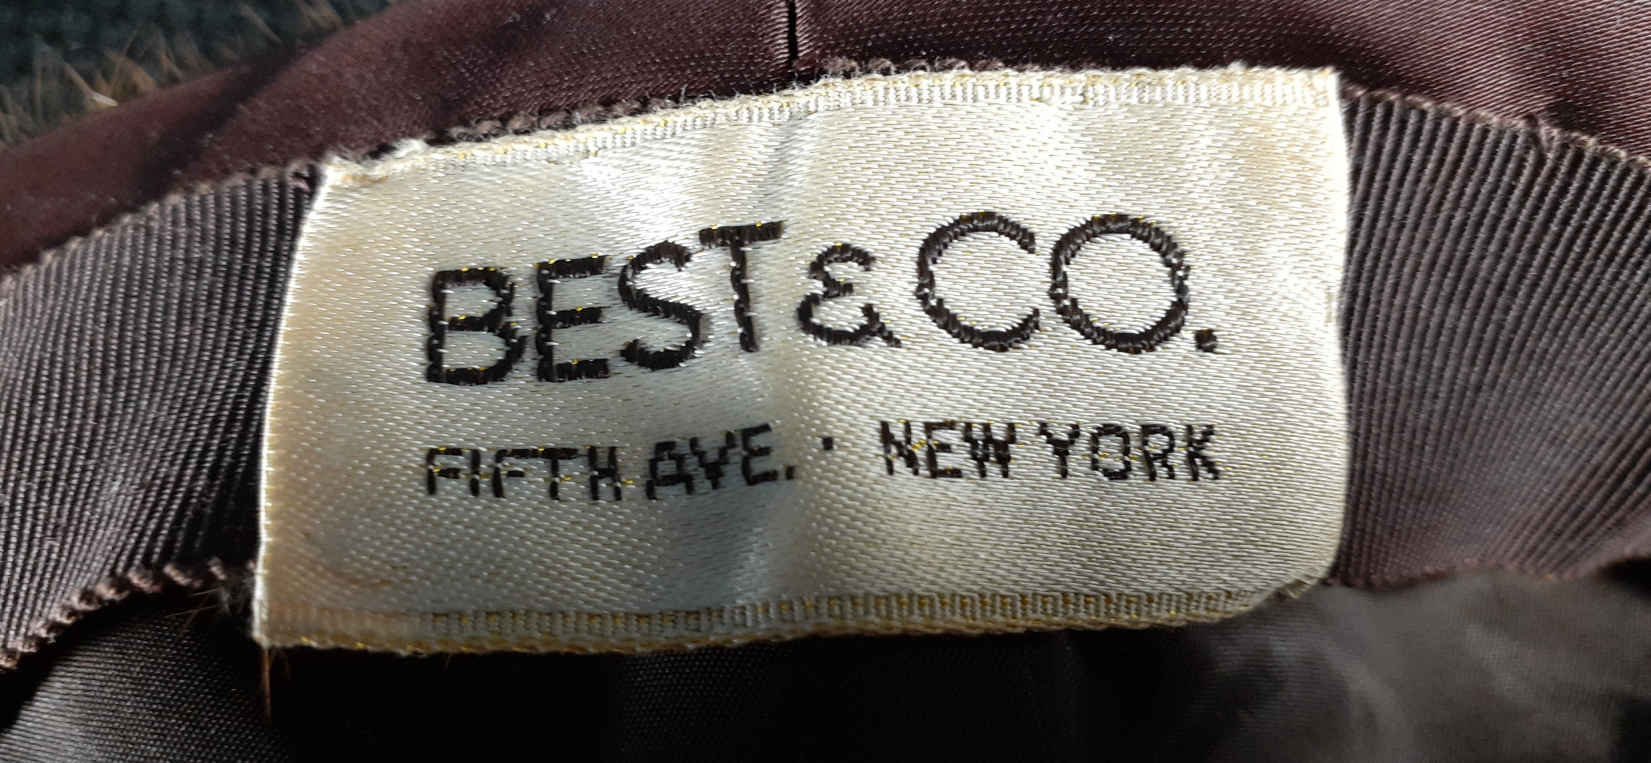 BEST & CO.
FIFTH AVE. · NEW YORK